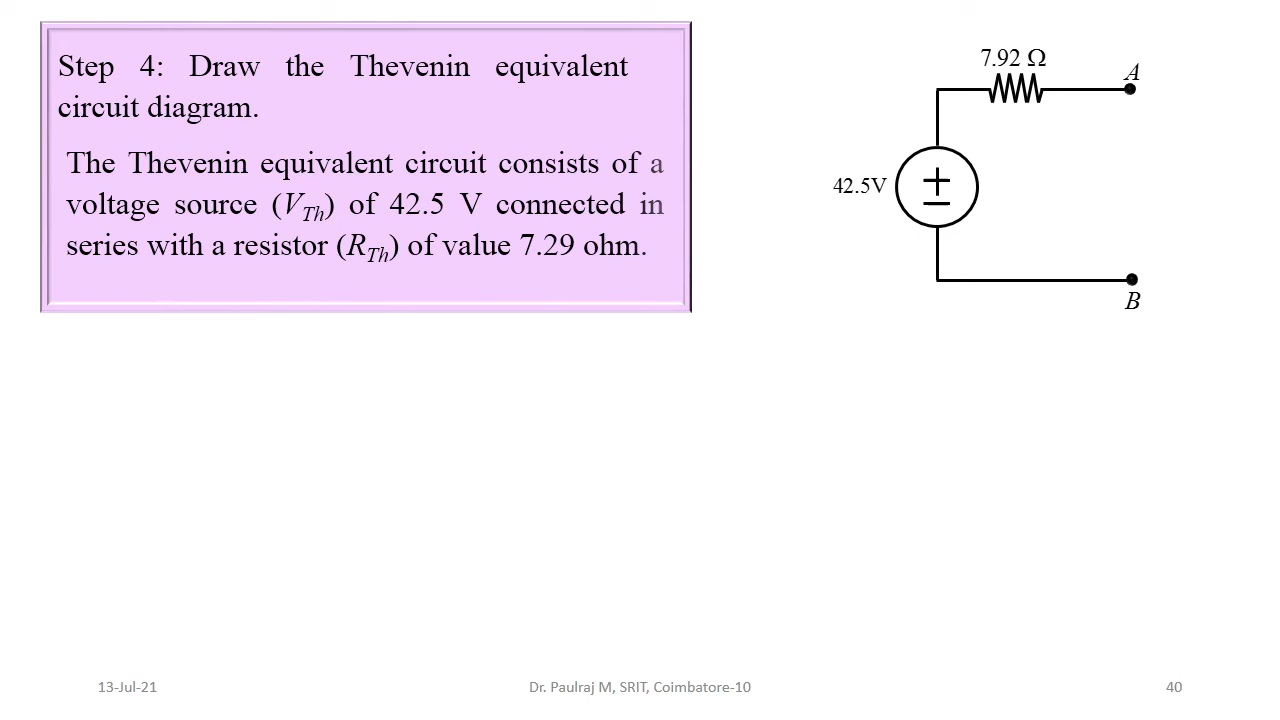 Step 4: Draw the Thevenin equivalent
circuit diagram.
The Thevenin equivalent circuit consists of a
voltage source (V_Th) of 42.5 V connected in
series with a resistor (R_Th) of value 7.29 ohm.
7.92 Ω
A
42.5V
B
13-Jul-21
Dr. Paulraj M, SRIT, Coimbatore-10
40